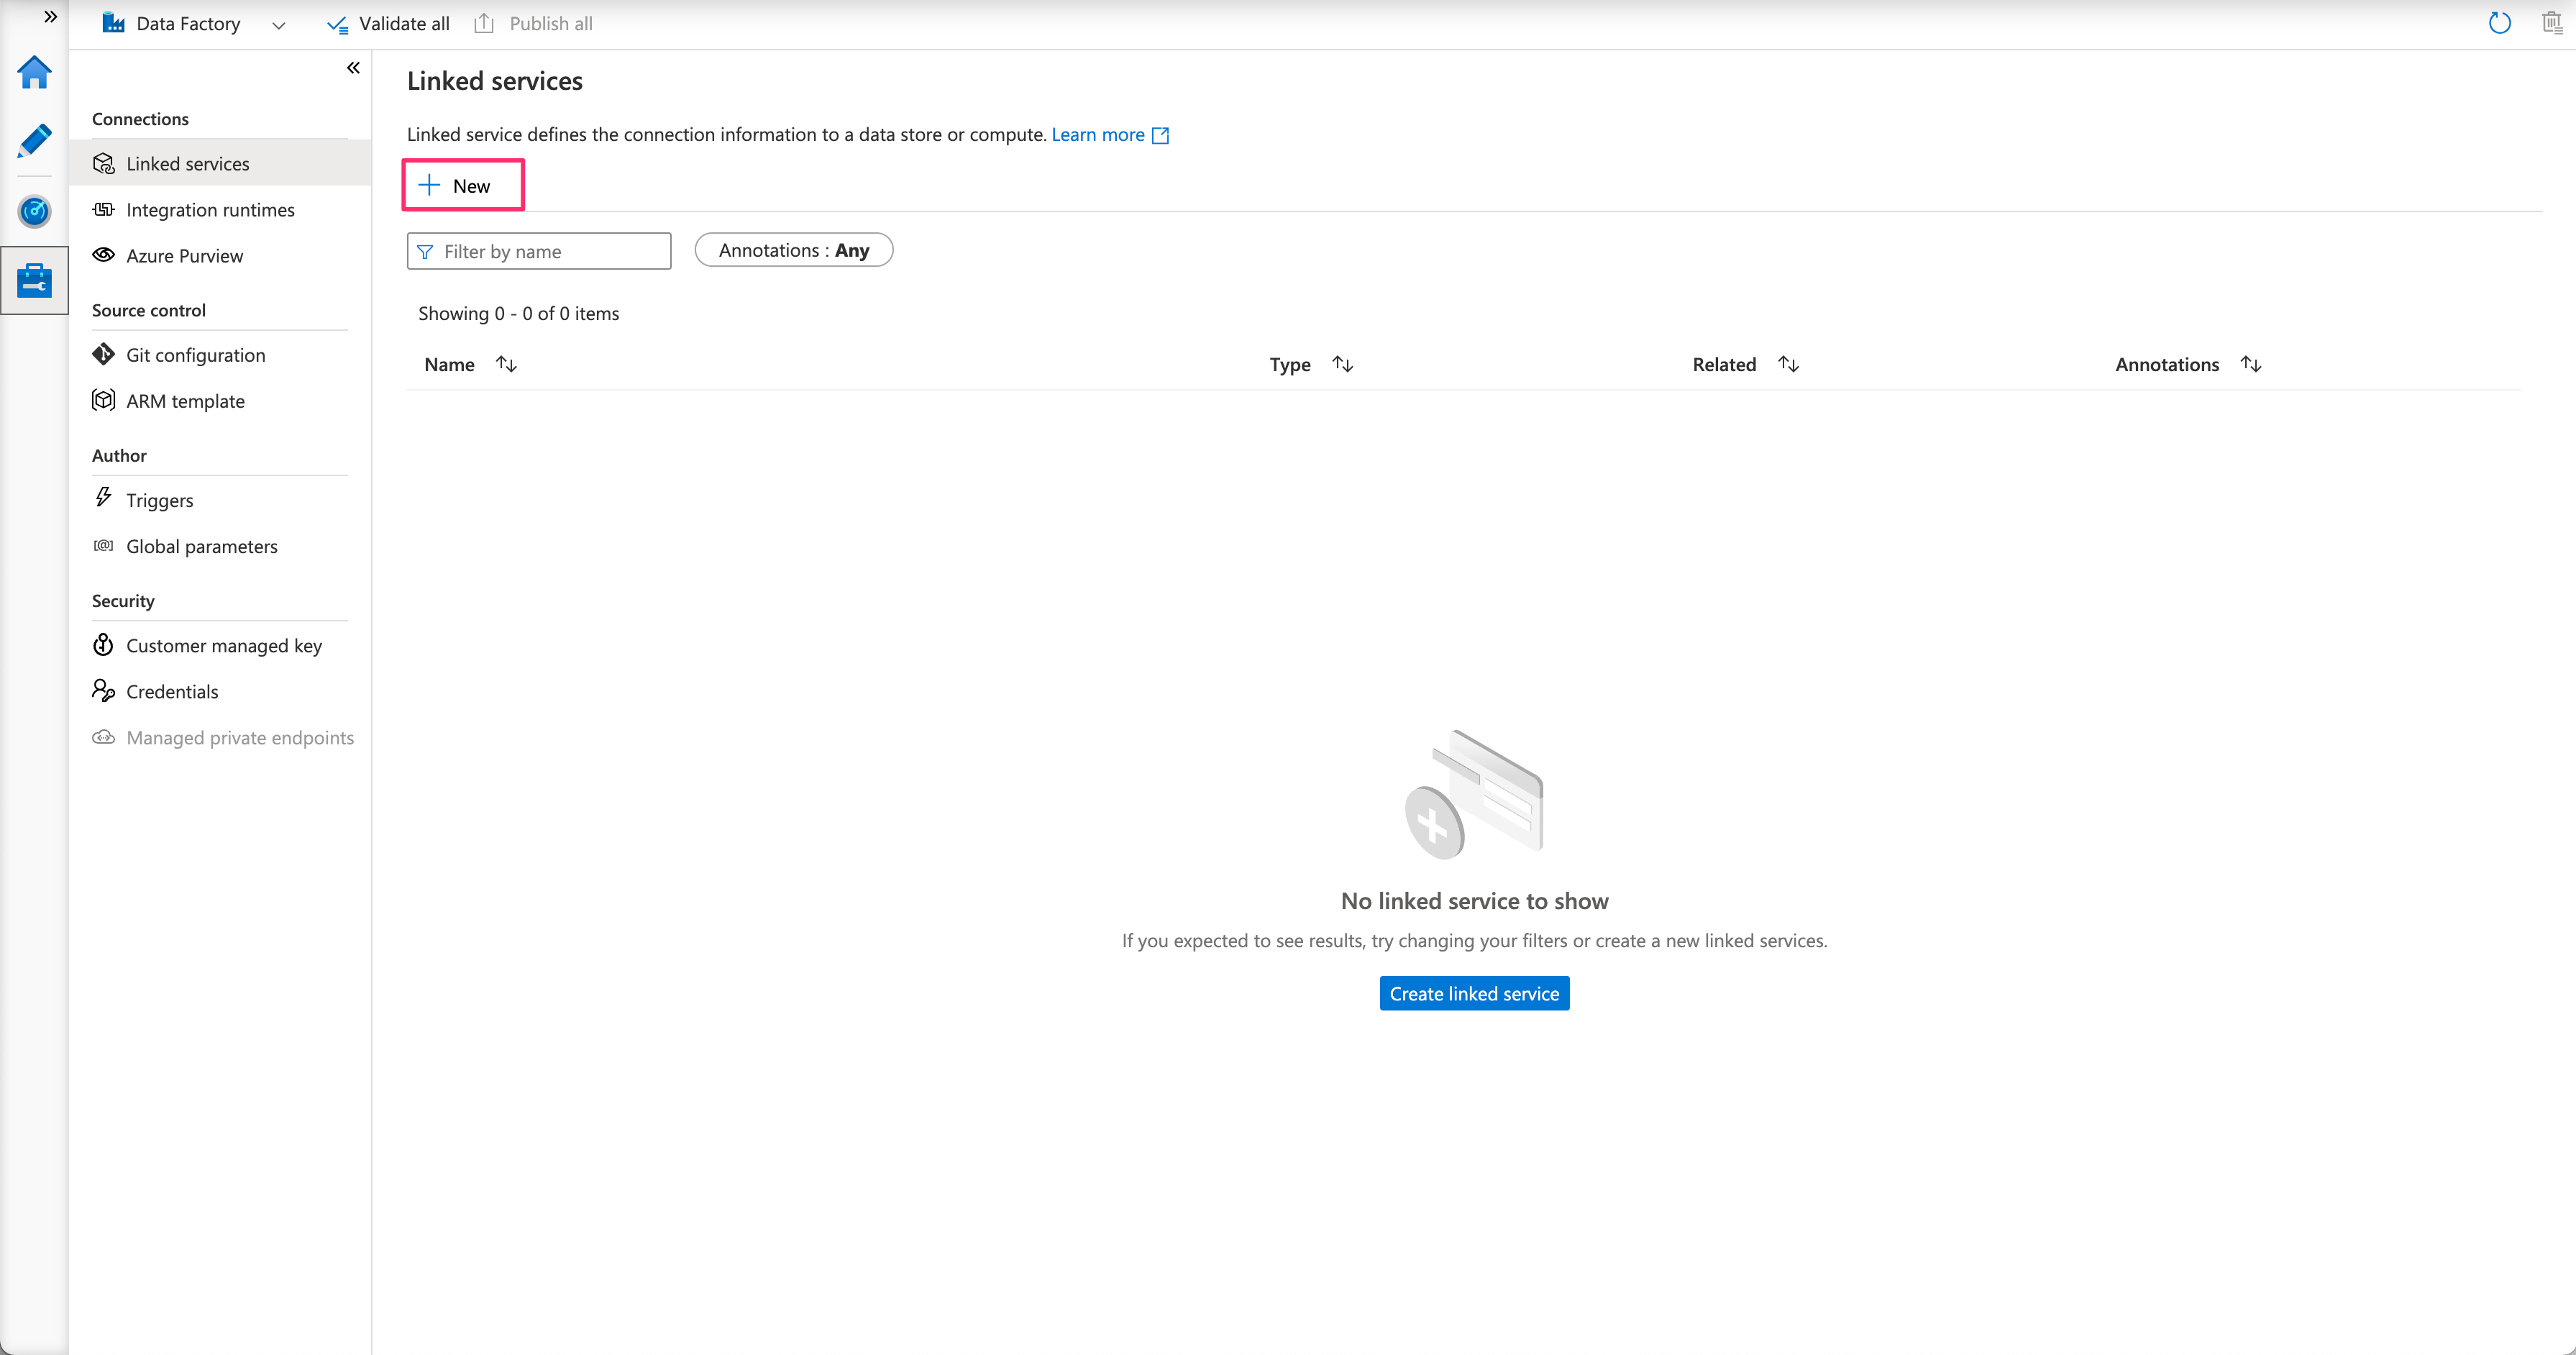 Data Factory
Validate all
Publish all
Connections
Linked services
Integration runtimes
Azure Purview
Source control
Git configuration
ARM template
Author
Triggers
Global parameters
Security
Customer managed key
Credentials
Managed private endpoints
Linked services
Linked service defines the connection information to a data store or compute. Learn more
New
Filter by name
Annotations : Any
Showing 0 - 0 of 0 items
Name Type Related Annotations
No linked service to show
If you expected to see results, try changing your filters or create a new linked services.
Create linked service